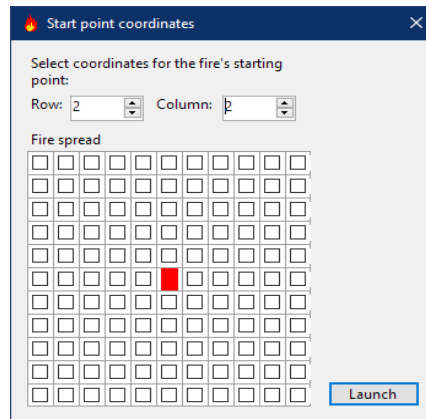 Start point coordinates
Select coordinates for the fire's starting
point:
Row: 2 Column: 2
Fire spread
Launch